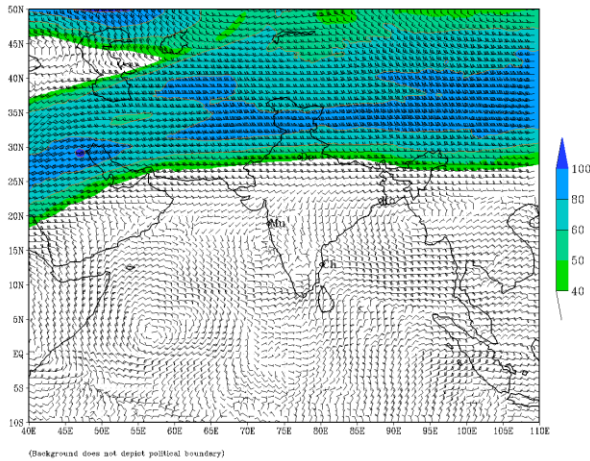 50N
45N
40N
35N
30N
25N
20N
15N
10N
5N
EQ
5S
10S
40E 45E 50E 55E 60E 65E 70E 75E 80E 85E 90E 95E 100E 105E 110E
100
80
60
50
40
Mu
Ch
(Background does not depict political boundary)